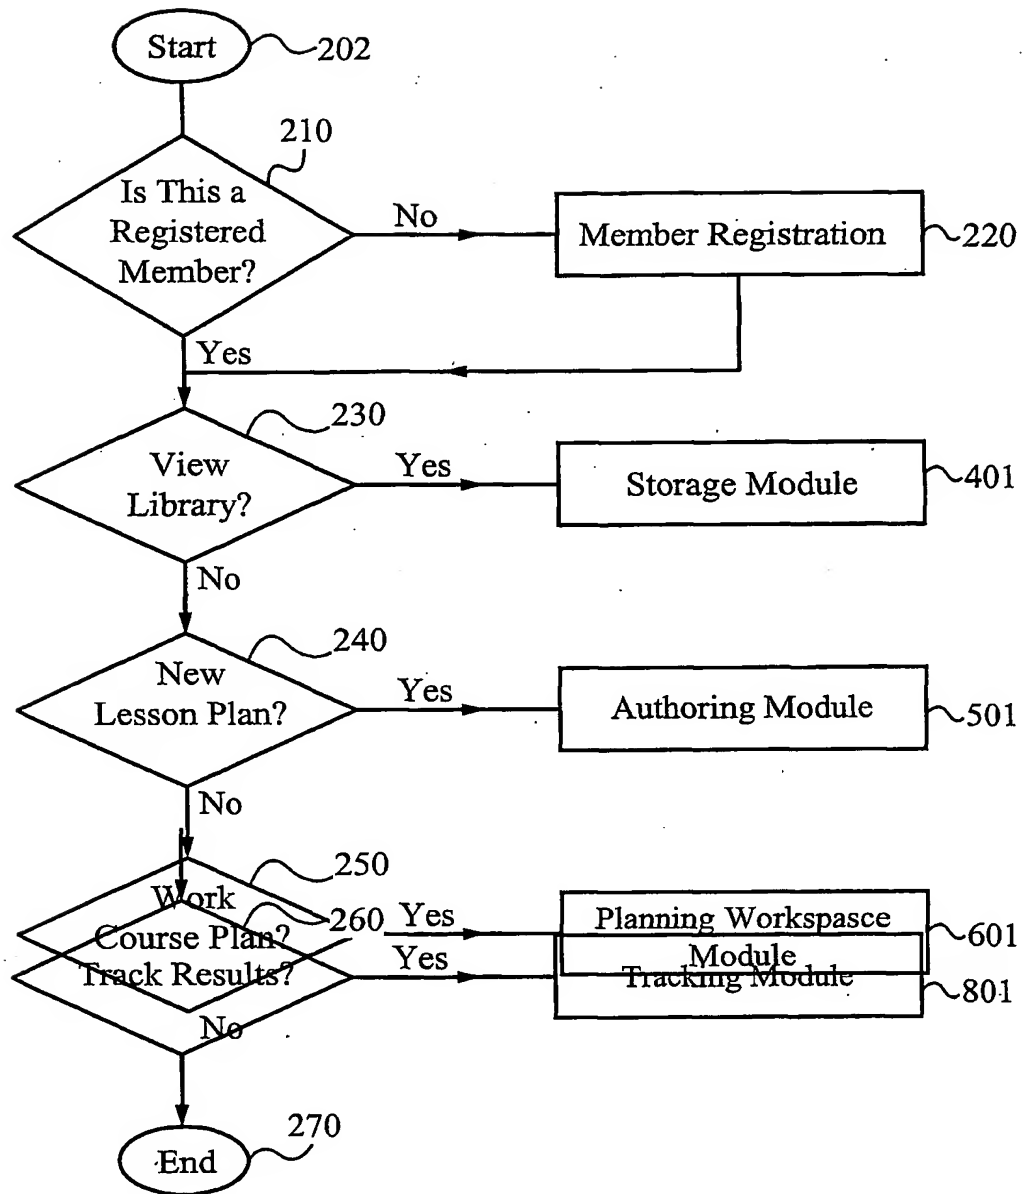 Start
202
210
Is This a
Registered
Member?
No
Member Registration
220
Yes
230
View
Library?
Yes
Storage Module
401
No
240
New
Lesson Plan?
Yes
Authoring Module
501
No
250
Work
Course Plan?
Yes
Planning Workspasce
Module
601
260
Track Results?
Yes
Tracking Module
801
No
270
End